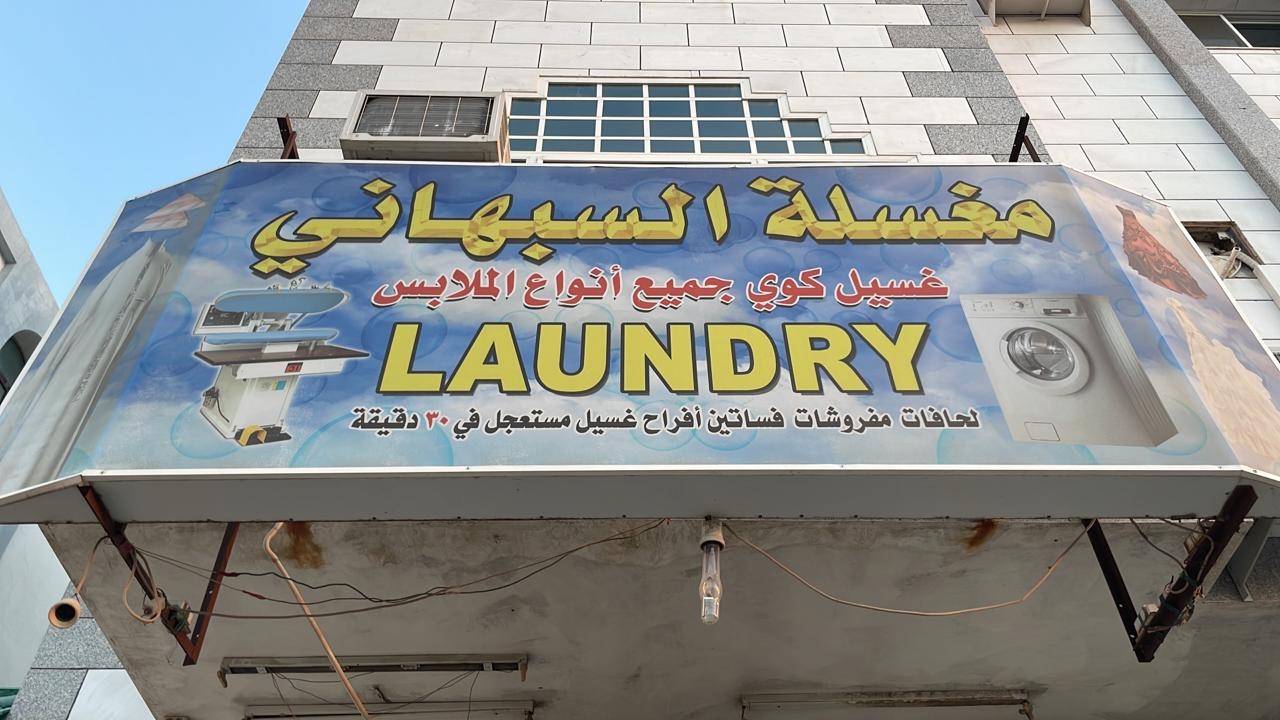 مغسلة السبهاني
غسيل كوي جميع أنواع الملابس
LAUNDRY
لحافات مفروشات فساتين أفراح غسيل مستعجل في ٣٠ دقيقة